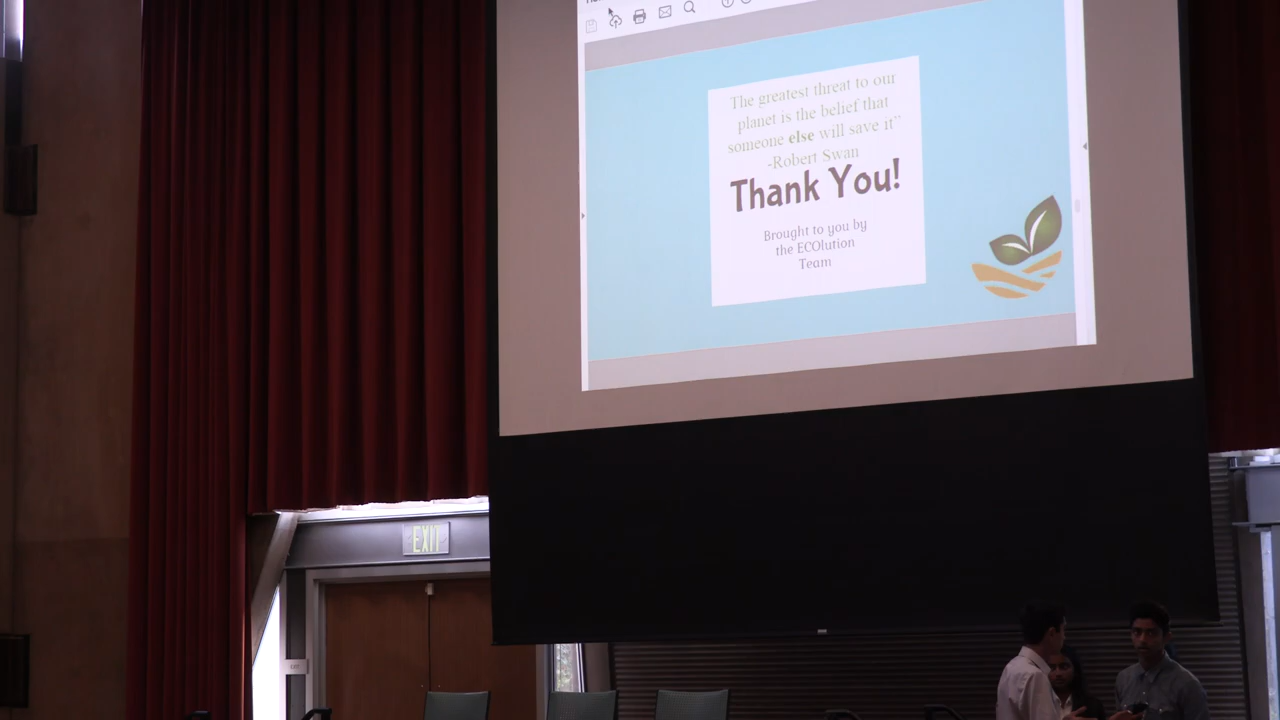 The greatest threat to our
planet is the belief that
someone else will save it”
-Robert Swan
Thank You!
Brought to you by
the ECOlution
Team
EXIT